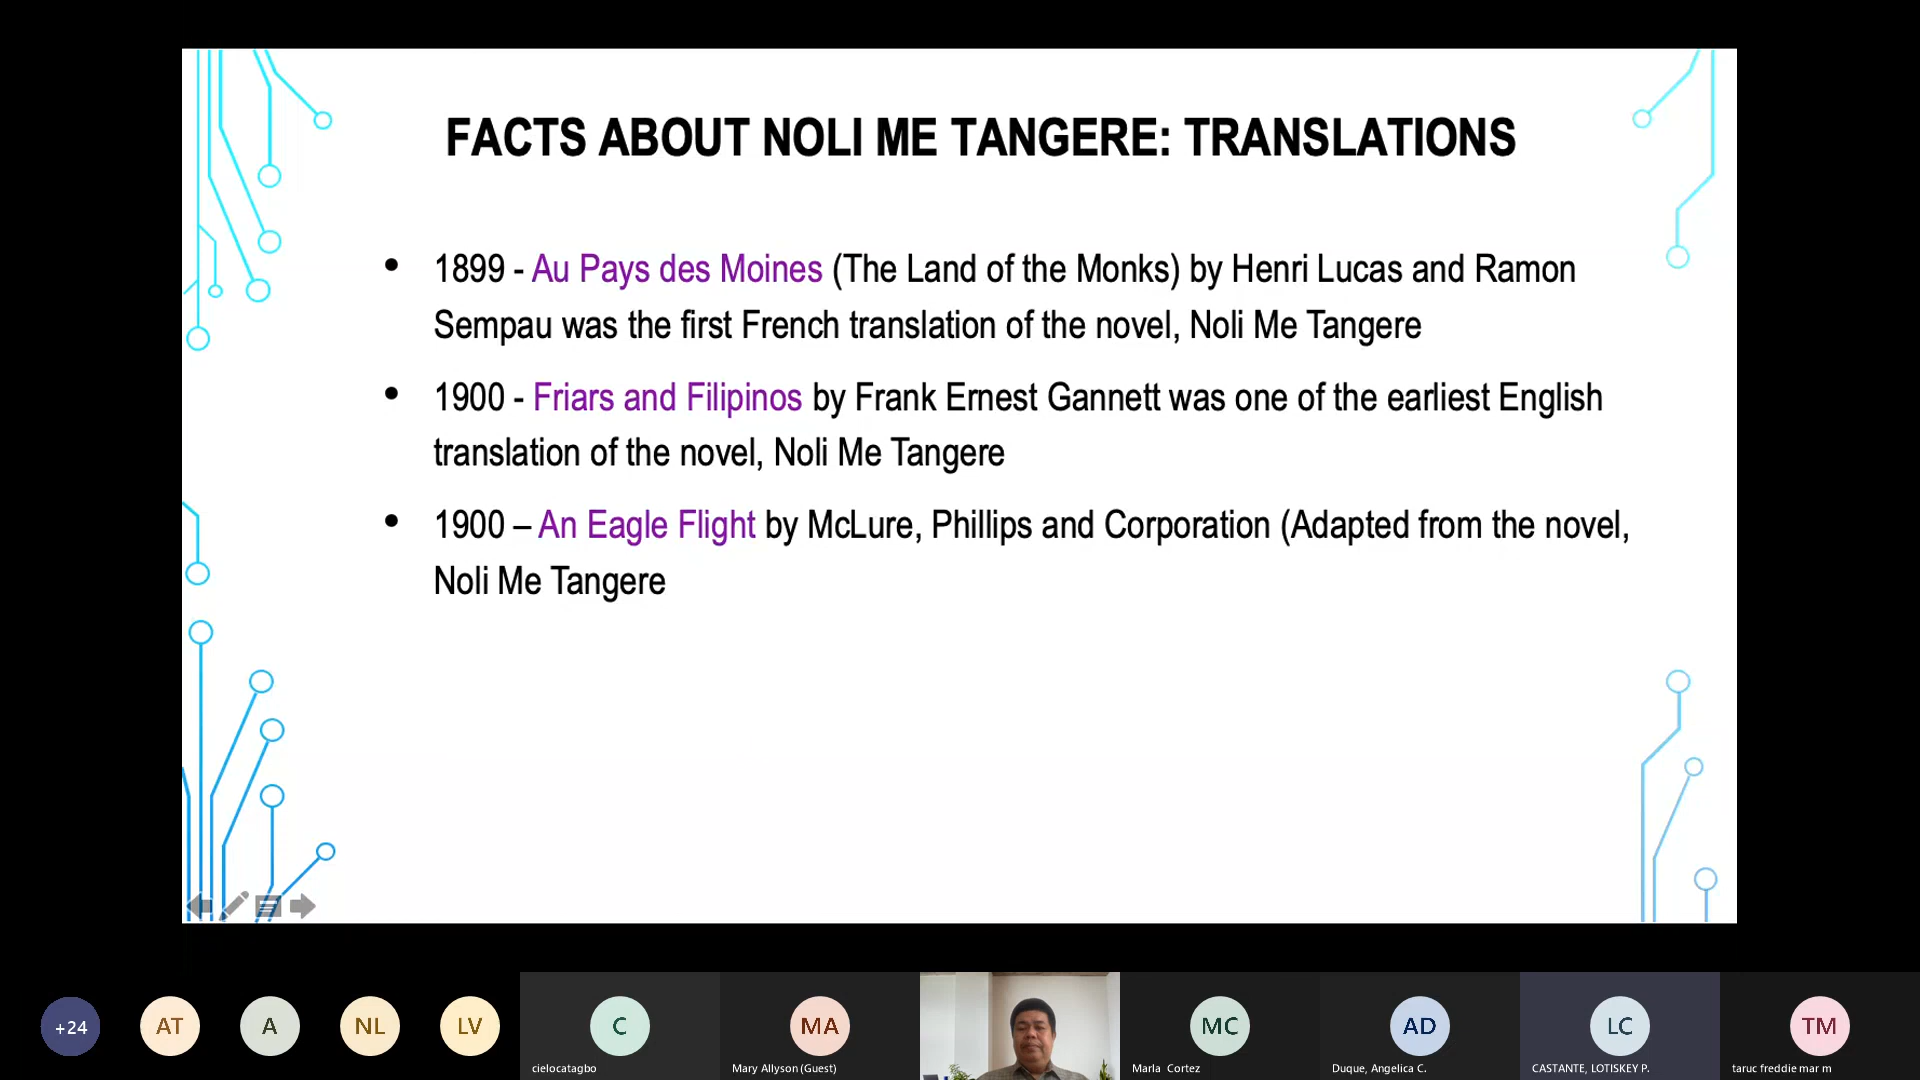 FACTS ABOUT NOLI ME TANGERE: TRANSLATIONS
• 1899 - Au Pays des Moines (The Land of the Monks) by Henri Lucas and Ramon
Sempau was the first French translation of the novel, Noli Me Tangere
• 1900 - Friars and Filipinos by Frank Ernest Gannett was one of the earliest English
translation of the novel, Noli Me Tangere
• 1900 – An Eagle Flight by McLure, Phillips and Corporation (Adapted from the novel,
Noli Me Tangere
+24
AT
A
NL
LV
C
MA
MC
AD
LC
TM
cielocatagbo
Mary Allyson (Guest)
Marla Cortez
Duque, Angelica C.
CASTANTE, LOTISKEY P.
taruc freddie mar m